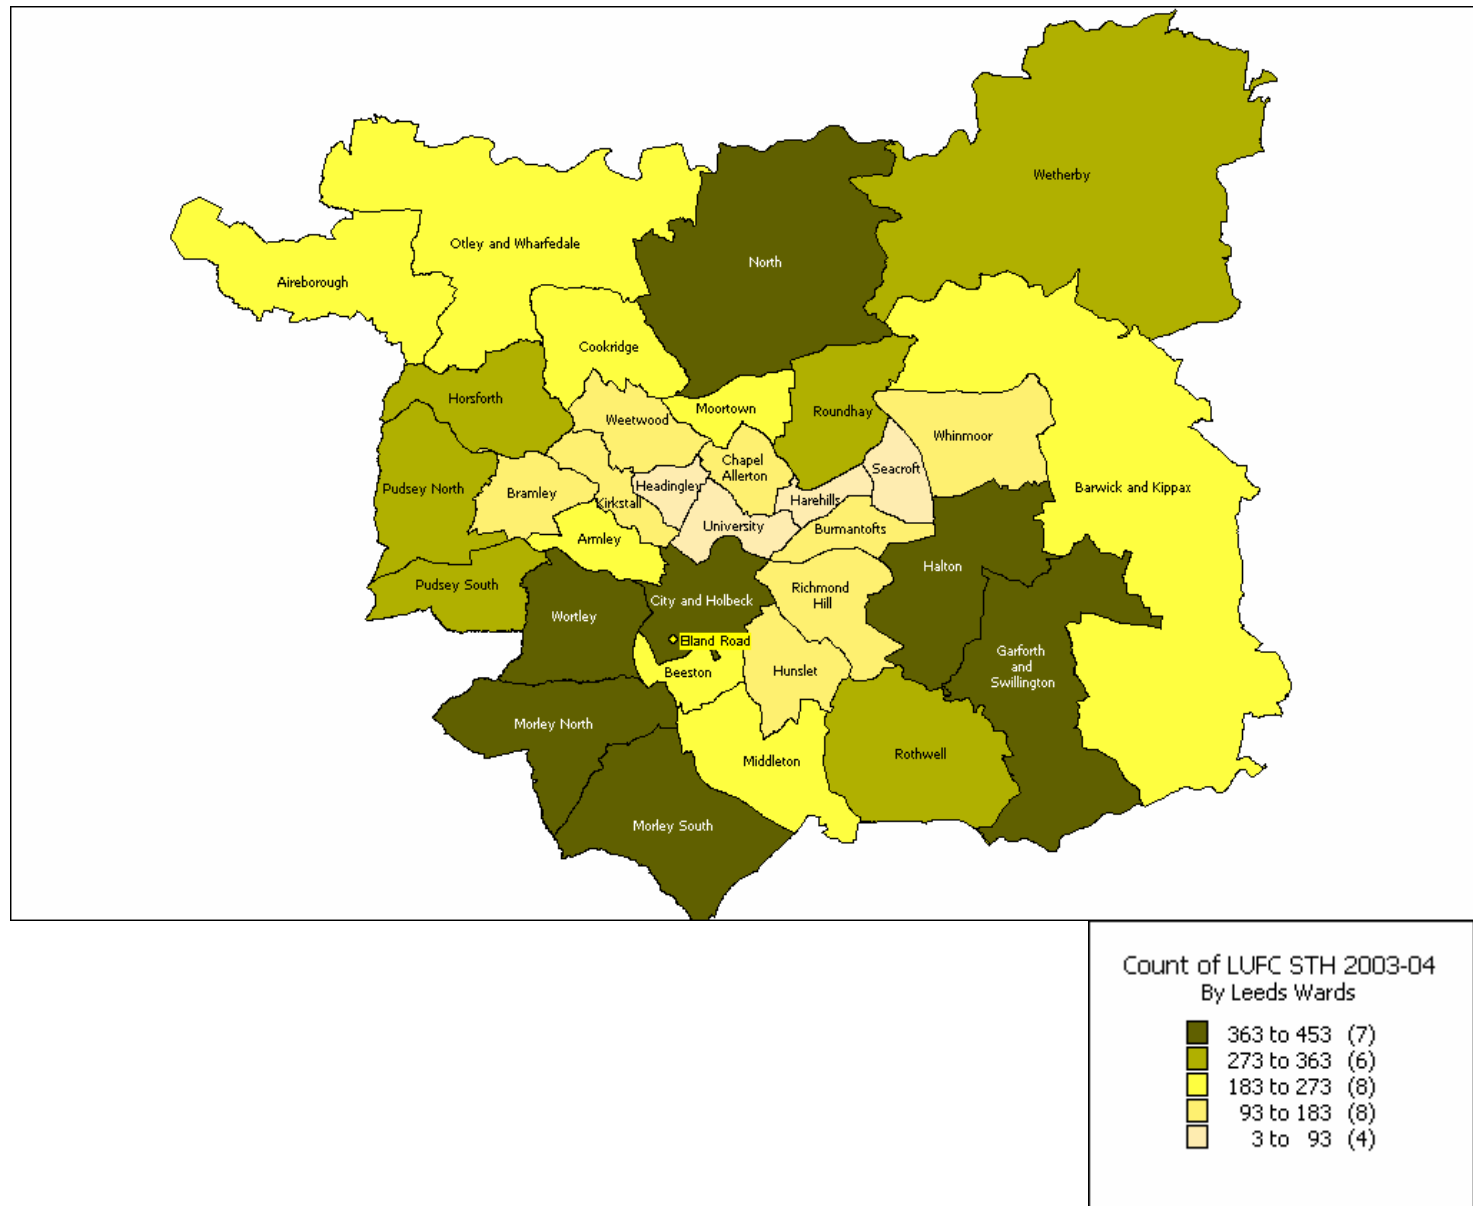 Wetherby
Otley and Wharfedale
North
Aireborough
Cookridge
Horsforth
Moortown
Roundhay
Weetwood
Whinmoor
Chapel
Allerton
Seacroft
Pudsey North
Bramley
Headingley
Barwick and Kippax
Kirkstall
Harehills
University
Burmantofts
Armley
Halton
Pudsey South
Richmond
Hill
City and Holbeck
Wortley
Elland Road
Garforth
and
Swillington
Beeston
Hunslet
Morley North
Middleton
Rothwell
Morley South
Count of LUFC STH 2003-04
By Leeds Wards
363 to 453 (7)
273 to 363 (6)
183 to 273 (8)
93 to 183 (8)
3 to 93 (4)